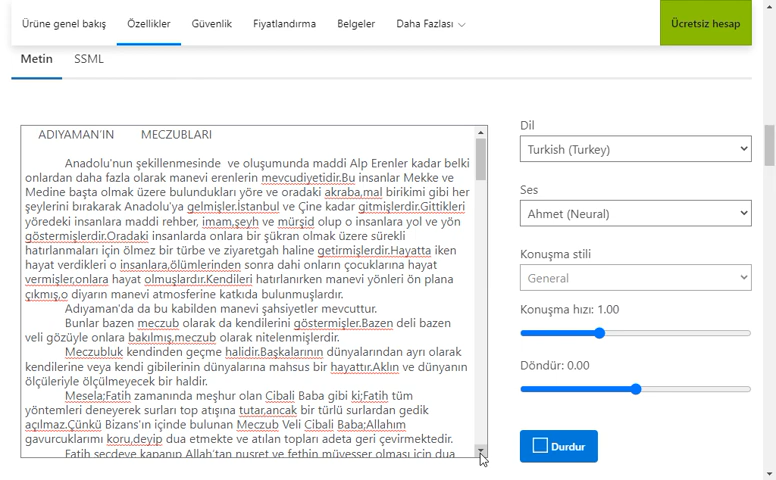 Ürüne genel bakış Özellikler Güvenlik Fiyatlandırma Belgeler Daha Fazlası Ücretsiz hesap
Metin SSML
ADIYAMAN'IN MECZUBLARI
Anadolu'nun şekillenmesinde ve oluşumunda maddi Alp Erenler kadar belki
onlardan daha fazla olarak manevi erenlerin mevcudiyetidir.Bu insanlar Mekke ve
Medine başta olmak üzere bulundukları yöre ve oradaki akraba,mal birikimi gibi her
şeylerini bırakarak Anadolu'ya gelmişler.İstanbul ve Çine kadar gitmişlerdir.Gittikleri
yöredeki insanlara maddi rehber, imam,şeyh ve mürşid olup o insanlara yol ve yön
göstermişlerdir.Oradaki insanlarda onlara bir şükran olmak üzere sürekli
hatırlanmaları için ölmez bir türbe ve ziyaretgah haline getirmişlerdir.Hayatta iken
hayat verdikleri o insanlara,ölümlerinden sonra dahi onların çocuklarına hayat
vermişler,onlara hayat olmuşlardır.Kendileri hatırlanırken manevi yönleri ön plana
çıkmış,o diyarın manevi atmosferine katkıda bulunmuşlardır.
Adıyaman'da da bu kabilden manevi şahsiyetler mevcuttur.
Bunlar bazen meczub olarak da kendilerini göstermişler.Bazen deli bazen
veli gözüyle onlara bakılmış,meczub olarak nitelenmişlerdir.
Meczubluk kendinden geçme halidir.Başkalarının dünyalarından ayrı olarak
kendilerine veya kendi gibilerinin dünyalarına mahsus bir hayattır.Aklın ve dünyanın
ölçüleriyle ölçülmeyecek bir haldir.
Mesela;Fatih zamanında meşhur olan Cibali Baba gibi ki;Fatih tüm
yöntemleri deneyerek surları top atışına tutar,ancak bir türlü surlardan gedik
açılmaz.Çünkü Bizans'ın içinde bulunan Meczub Veli Cibali Baba;Allahım
gavurcuklarımı koru,deyip dua etmekte ve atılan topları adeta geri çevirmektedir.
Fatih secdeye kapanıp Allah'tan nusret ve fethin müyesser olması için dua
Dil
Turkish (Turkey)
Ses
Ahmet (Neural)
Konuşma stili
General
Konuşma hızı: 1.00
Döndür: 0.00
Durdur